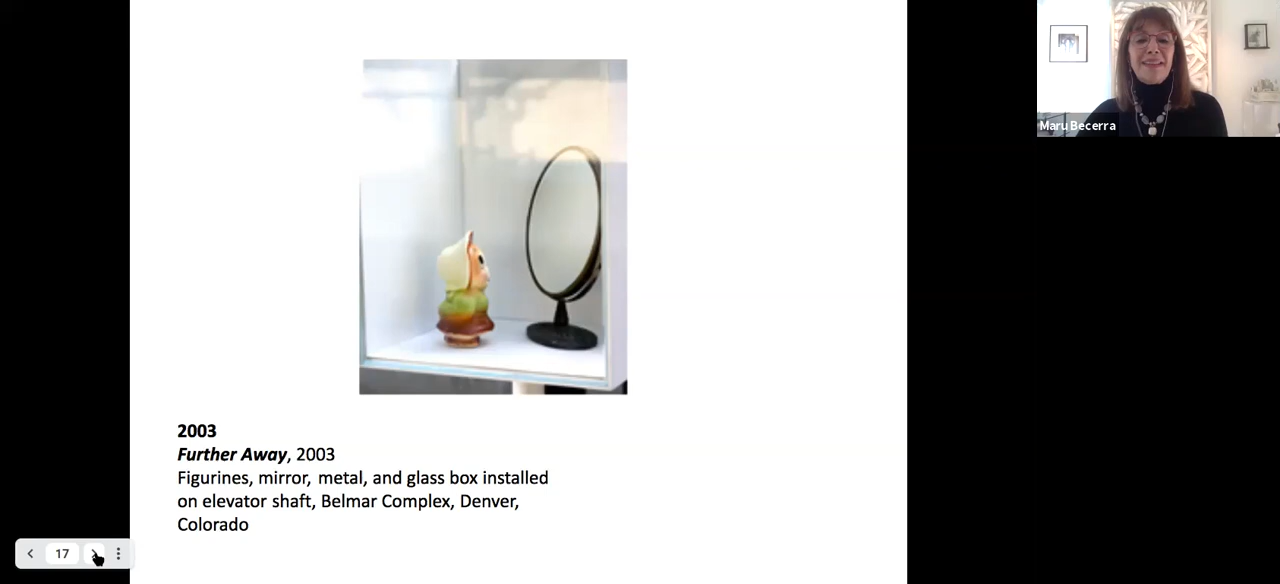 Maru Becerra
2003
Further Away, 2003
Figurines, mirror, metal, and glass box installed
on elevator shaft, Belmar Complex, Denver,
Colorado
17